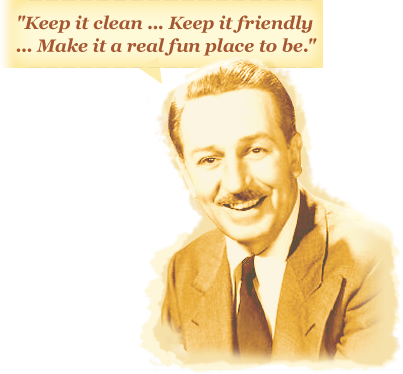 "Keep it clean ... Keep it friendly
... Make it a real fun place to be."